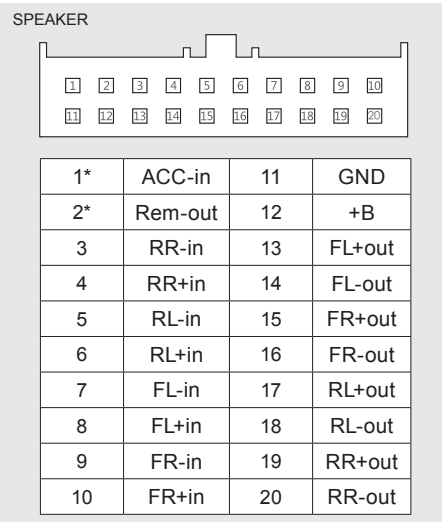 SPEAKER
1 2 3 4 5 6 7 8 9 10
11 12 13 14 15 16 17 18 19 20
1* ACC-in 11 GND
2* Rem-out 12 +B
3 RR-in 13 FL+out
4 RR+in 14 FL-out
5 RL-in 15 FR+out
6 RL+in 16 FR-out
7 FL-in 17 RL+out
8 FL+in 18 RL-out
9 FR-in 19 RR+out
10 FR+in 20 RR-out